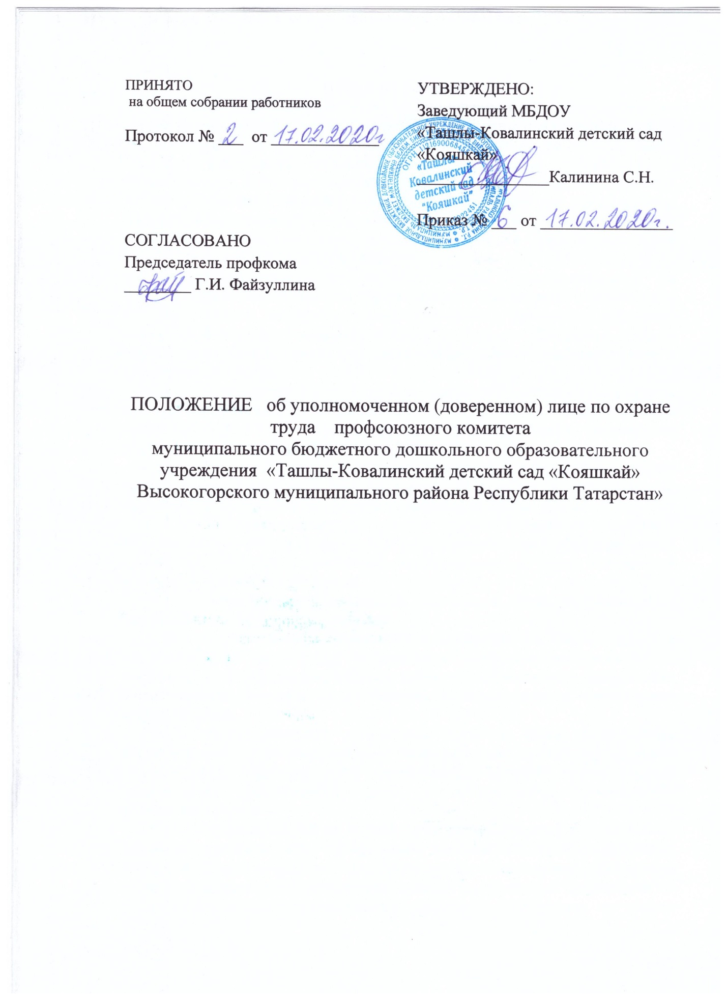 ПРИНЯТО
на общем собрании работников
Протокол № 2 от 17.02.2020г
УТВЕРЖДЕНО:
Заведующий МБДОУ
«Ташлы-Ковалинский детский сад
«Кояшкай»
Калинина С.Н.
Приказ № 6 от 17.02.2020г.
«Ташлы-
Ковалинский
детский сад
"Кояшкай"
СОГЛАСОВАНО
Председатель профкома
Г.И. Файзуллина
ПОЛОЖЕНИЕ об уполномоченном (доверенном) лице по охране
труда профсоюзного комитета
муниципального бюджетного дошкольного образовательного
учреждения «Ташлы-Ковалинский детский сад «Кояшкай»
Высокогорского муниципального района Республики Татарстан»